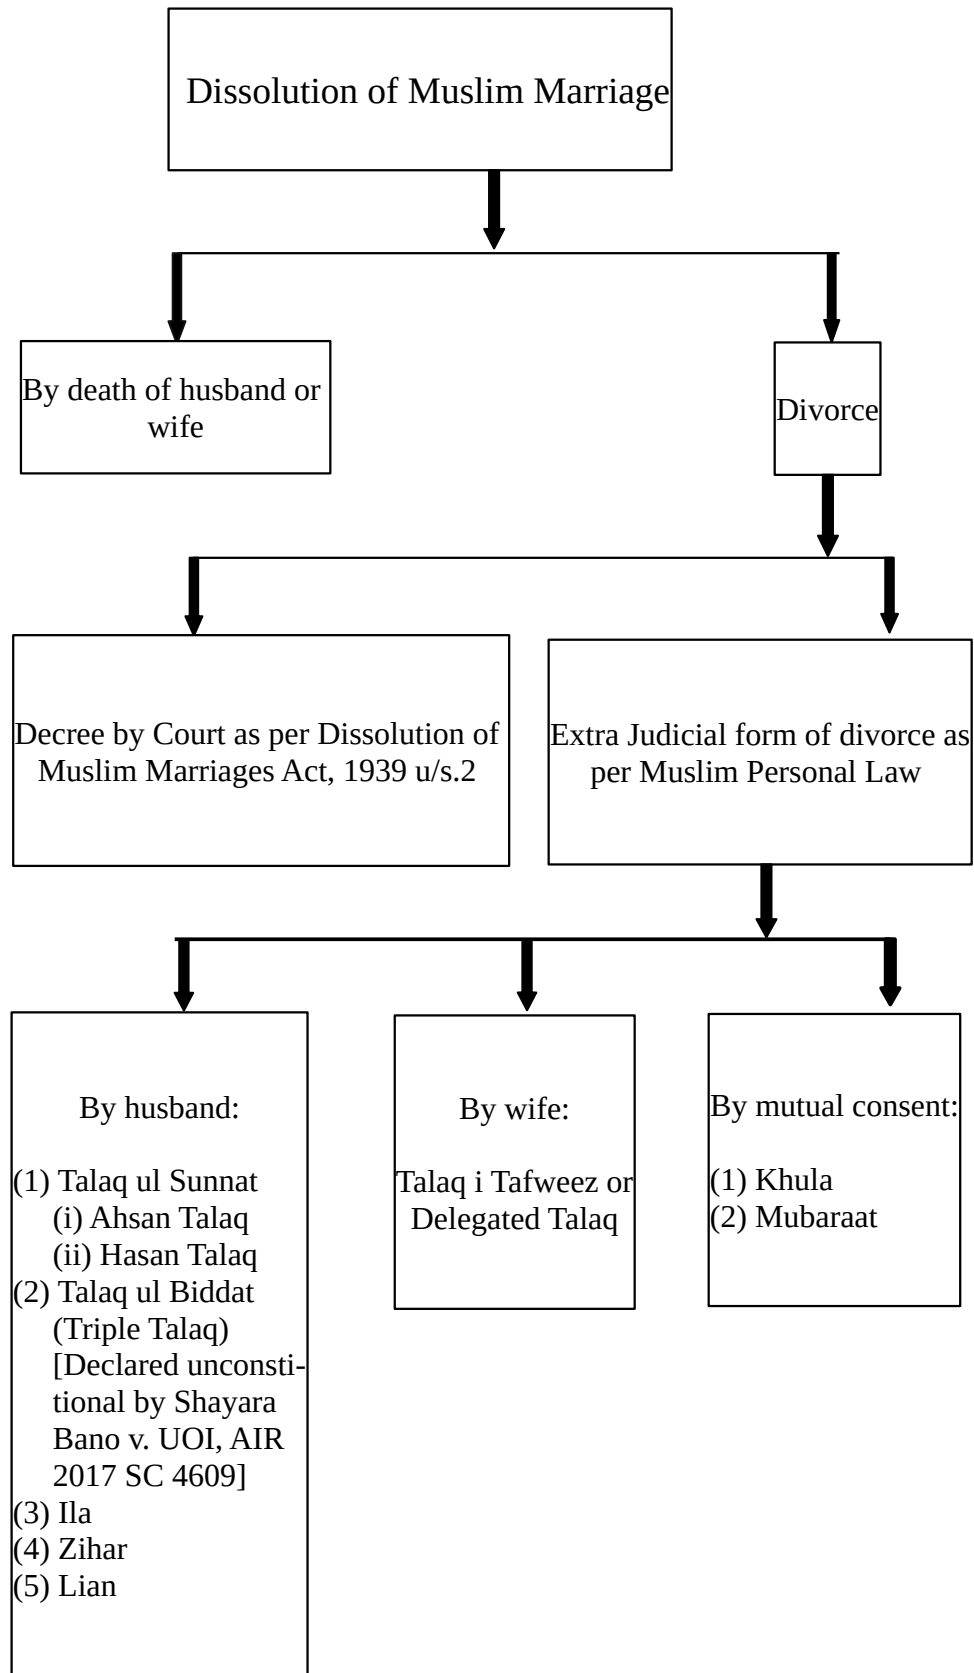 Dissolution of Muslim Marriage
By death of husband or
wife
Divorce
Decree by Court as per Dissolution of
Muslim Marriages Act, 1939 u/s.2
Extra Judicial form of divorce as
per Muslim Personal Law
By husband:
(1) Talaq ul Sunnat
(i) Ahsan Talaq
(ii) Hasan Talaq
(2) Talaq ul Biddat
(Triple Talaq)
[Declared unconsti-
tional by Shayara
Bano v. UOI, AIR
2017 SC 4609]
(3) Ila
(4) Zihar
(5) Lian
By wife:
Talaq i Tafweez or
Delegated Talaq
By mutual consent:
(1) Khula
(2) Mubaraat